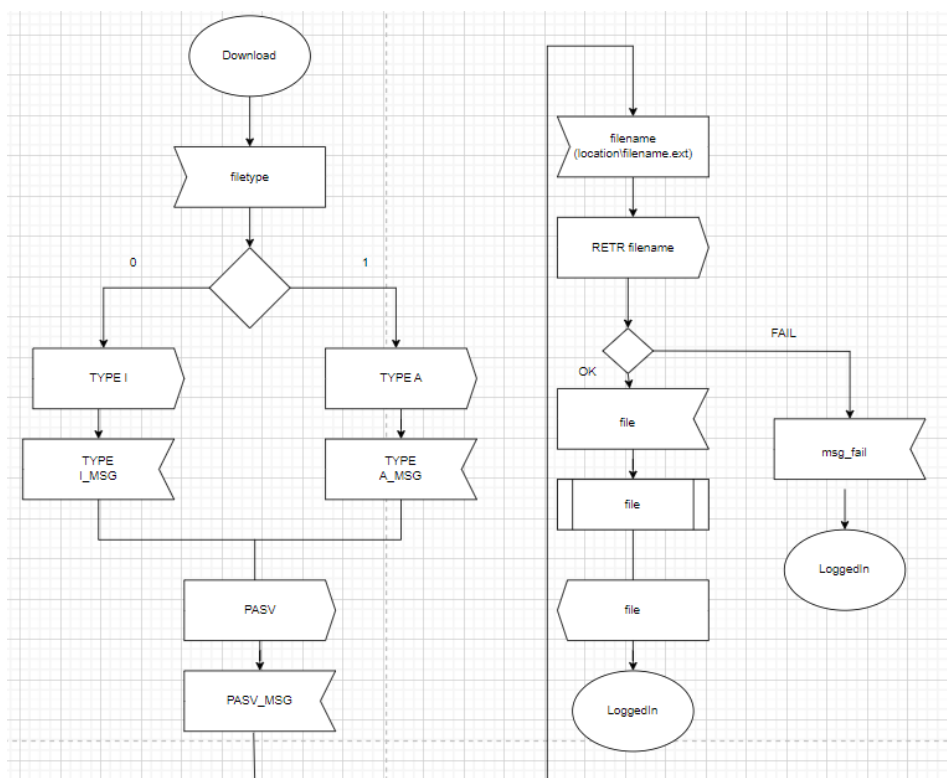 Download
filetype
0
1
TYPE I
TYPE A
TYPE
I_MSG
TYPE
A_MSG
PASV
PASV_MSG
filename
(location\filename.ext)
RETR filename
FAIL
OK
file
msg_fail
file
LoggedIn
file
LoggedIn